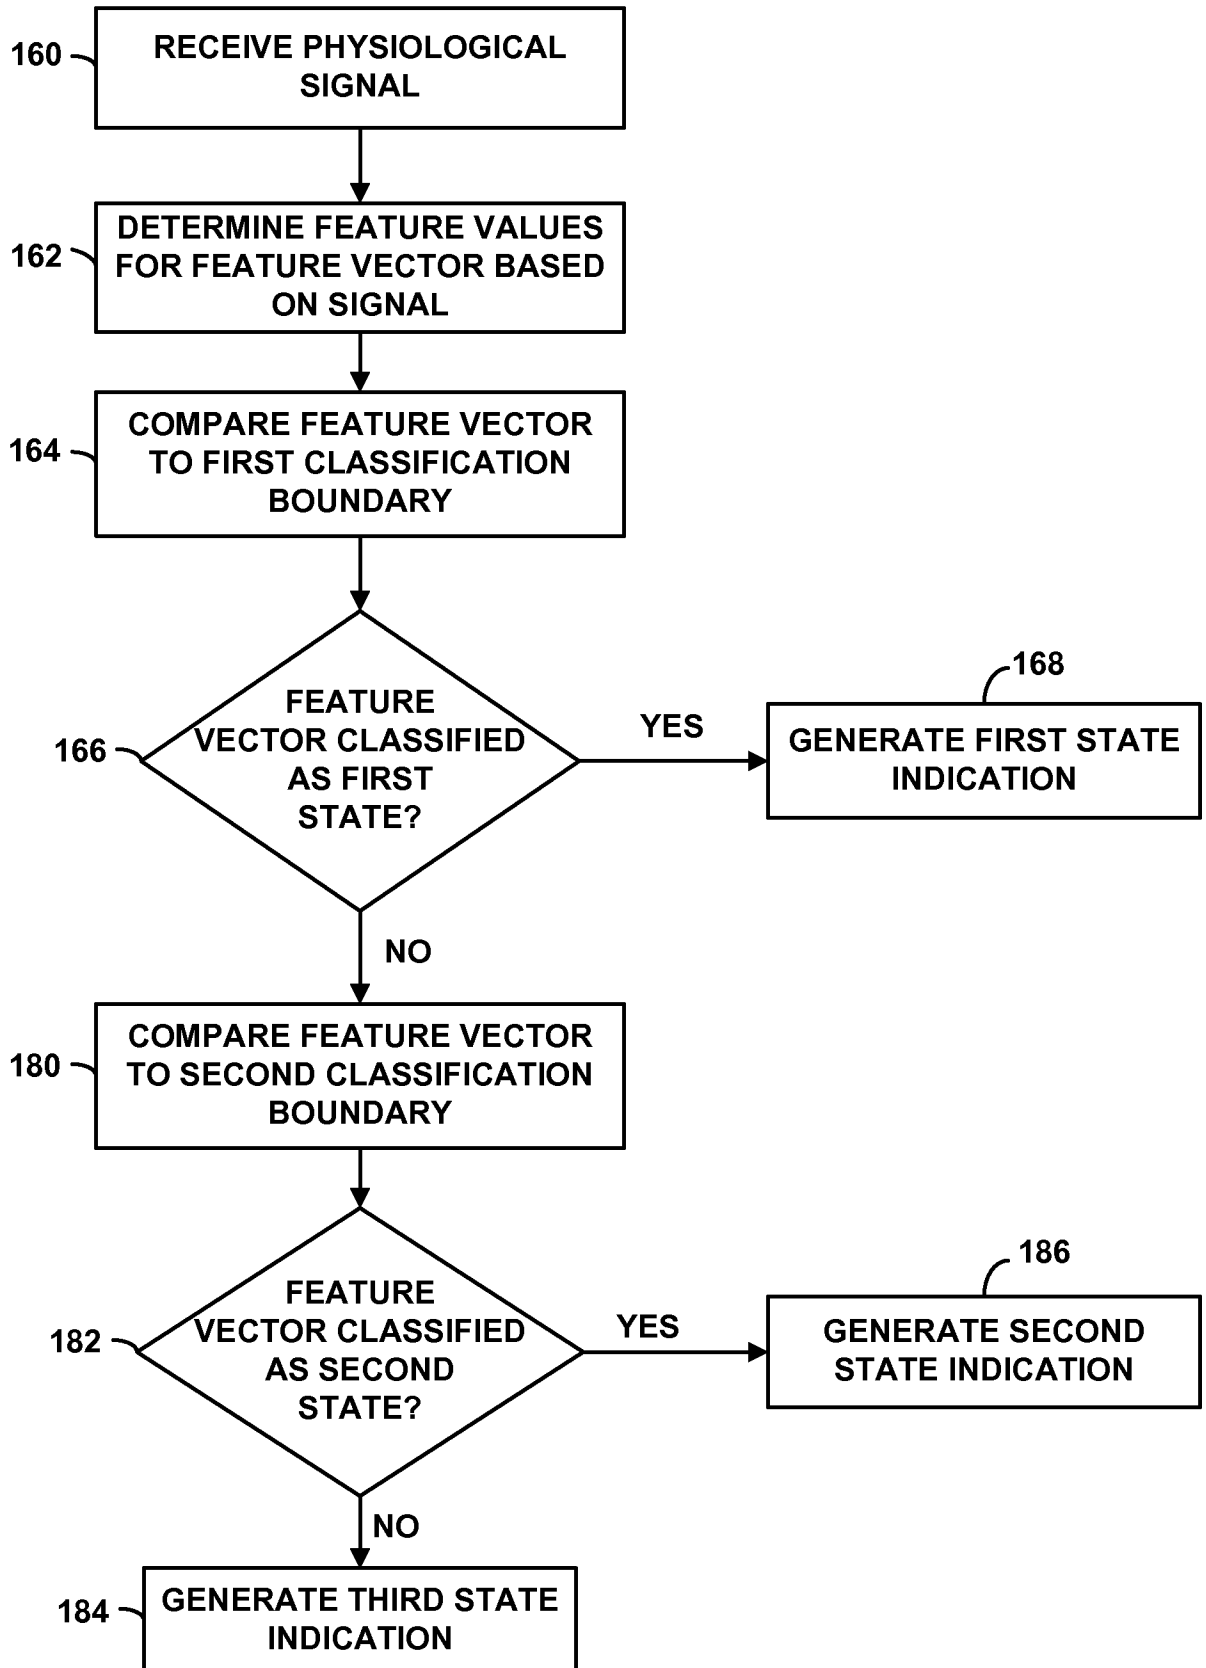 160
RECEIVE PHYSIOLOGICAL
SIGNAL
162
DETERMINE FEATURE VALUES
FOR FEATURE VECTOR BASED
ON SIGNAL
164
COMPARE FEATURE VECTOR
TO FIRST CLASSIFICATION
BOUNDARY
166
FEATURE
VECTOR CLASSIFIED
AS FIRST
STATE?
YES
168
GENERATE FIRST STATE
INDICATION
NO
180
COMPARE FEATURE VECTOR
TO SECOND CLASSIFICATION
BOUNDARY
182
FEATURE
VECTOR CLASSIFIED
AS SECOND
STATE?
YES
186
GENERATE SECOND
STATE INDICATION
NO
184
GENERATE THIRD STATE
INDICATION